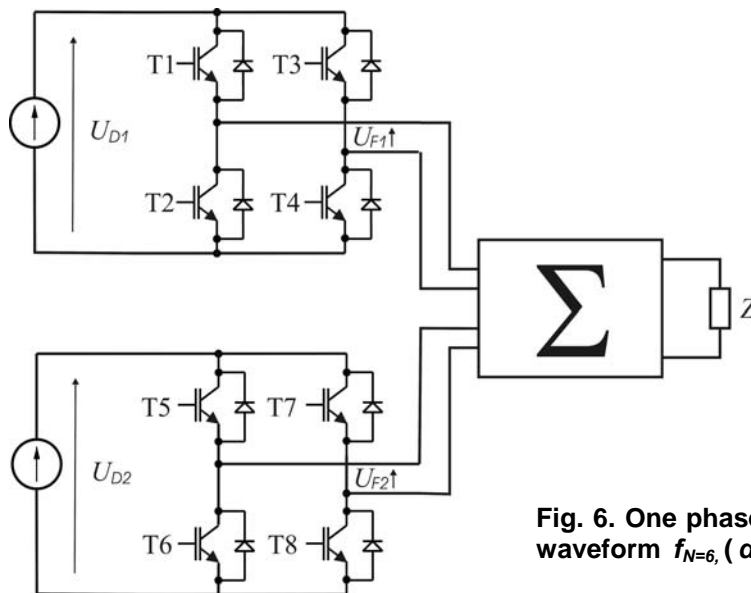 T1
T3
U_D1
U_F1↑
T2
T4
Σ
Z
T5
T7
U_D2
U_F2↑
T6
T8
Fig. 6. One phase
waveform f_N=6, (